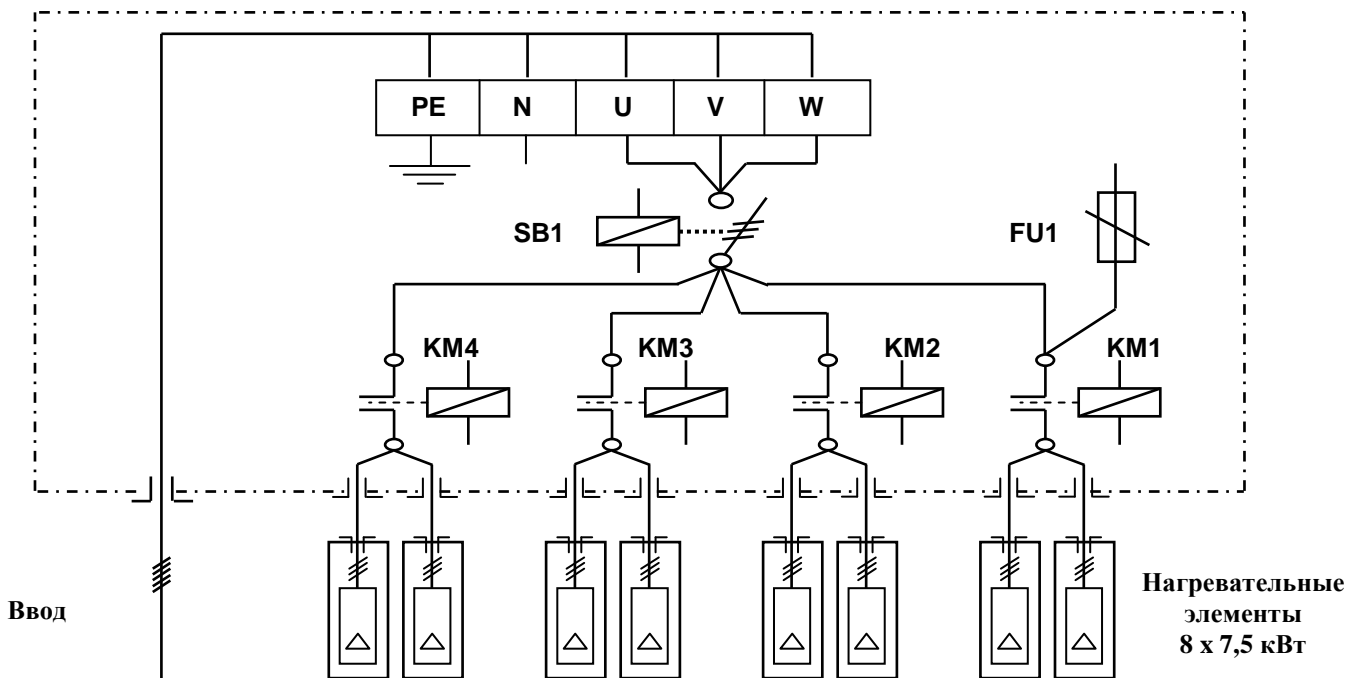 PE N U V W
SB1 FU1
KM4 KM3 KM2 KM1
Ввод
Нагревательные
элементы
8 x 7,5 кВт